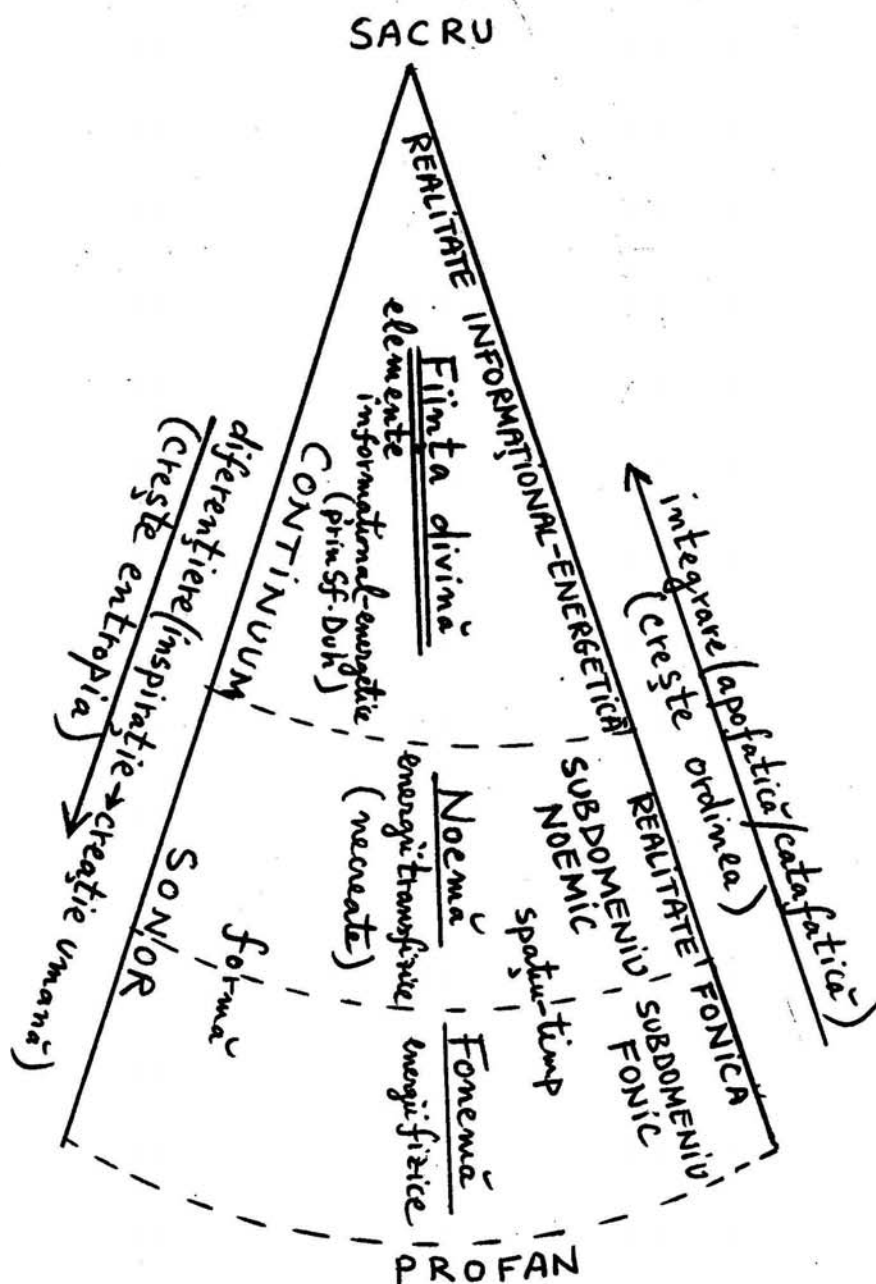 SACRU
REALITATE INFORMAȚIONAL-ENERGETICĂ
Ființa divină
elemente
informațional-energetice
(prin Sf. Duh)
CONTINUUM
diferențiere/inspirație→creație umană)
(crește entropia)
integrare/apofatică/catafatică)
(crește ordinea)
REALITATE FONICA
SUBDOMENIU
NOEMIC
Noemă
energii transfizice
(necreate)
SONOR
formă
spațiu-timp
SUBDOMENIU
FONIC
Fonemă
energii fizice
PROFAN